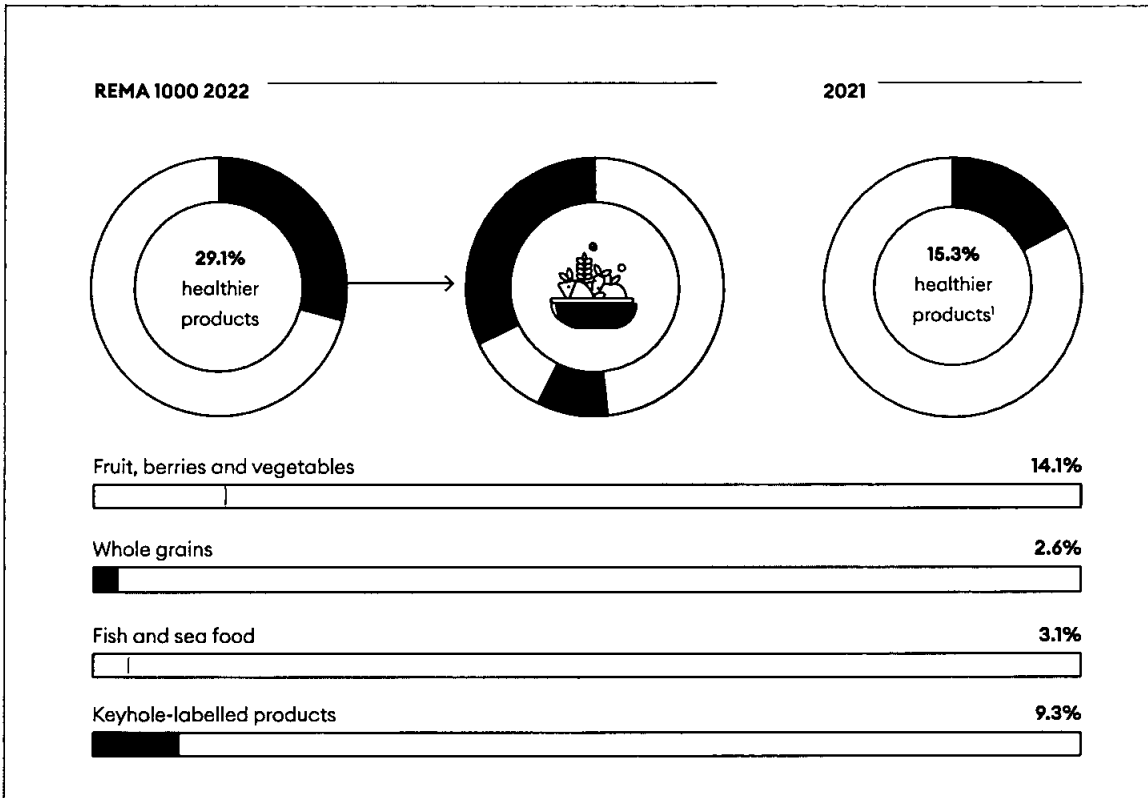 REMA 1000 2022
2021
29.1%
healthier
products
15.3%
healthier
products¹
Fruit, berries and vegetables 14.1%
Whole grains 2.6%
Fish and sea food 3.1%
Keyhole-labelled products 9.3%